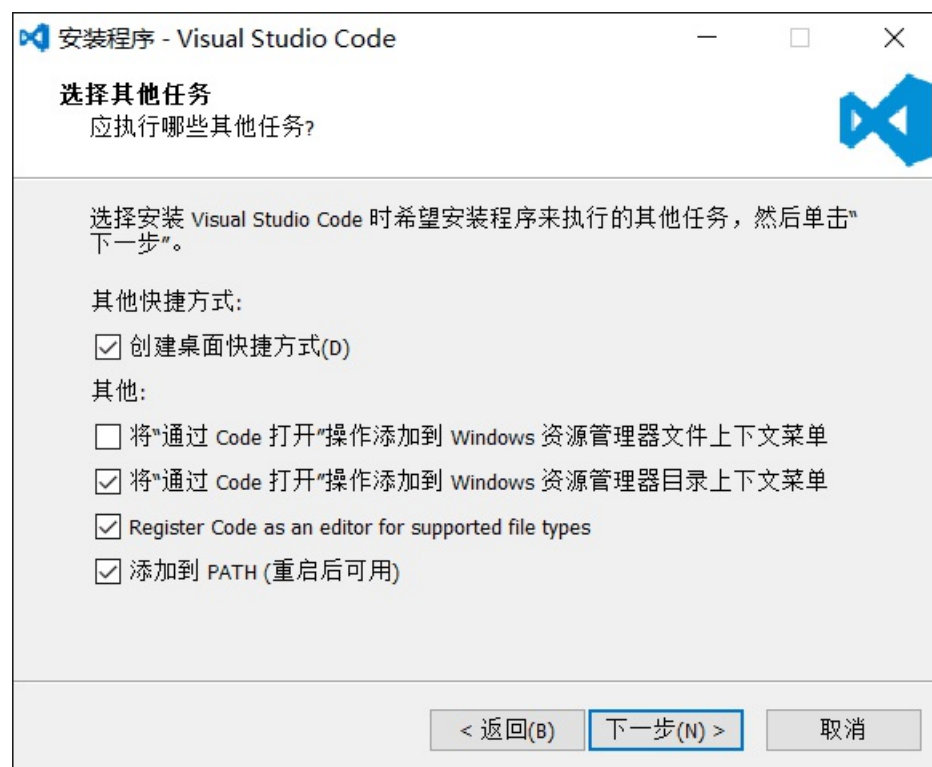 安装程序 - Visual Studio Code
选择其他任务
应执行哪些其他任务?
选择安装 Visual Studio Code 时希望安装程序来执行的其他任务，然后单击“
下一步”。
其他快捷方式:
创建桌面快捷方式(D)
其他:
将“通过 Code 打开”操作添加到 Windows 资源管理器文件上下文菜单
将“通过 Code 打开”操作添加到 Windows 资源管理器目录上下文菜单
Register Code as an editor for supported file types
添加到 PATH (重启后可用)
< 返回(B) 下一步(N) > 取消